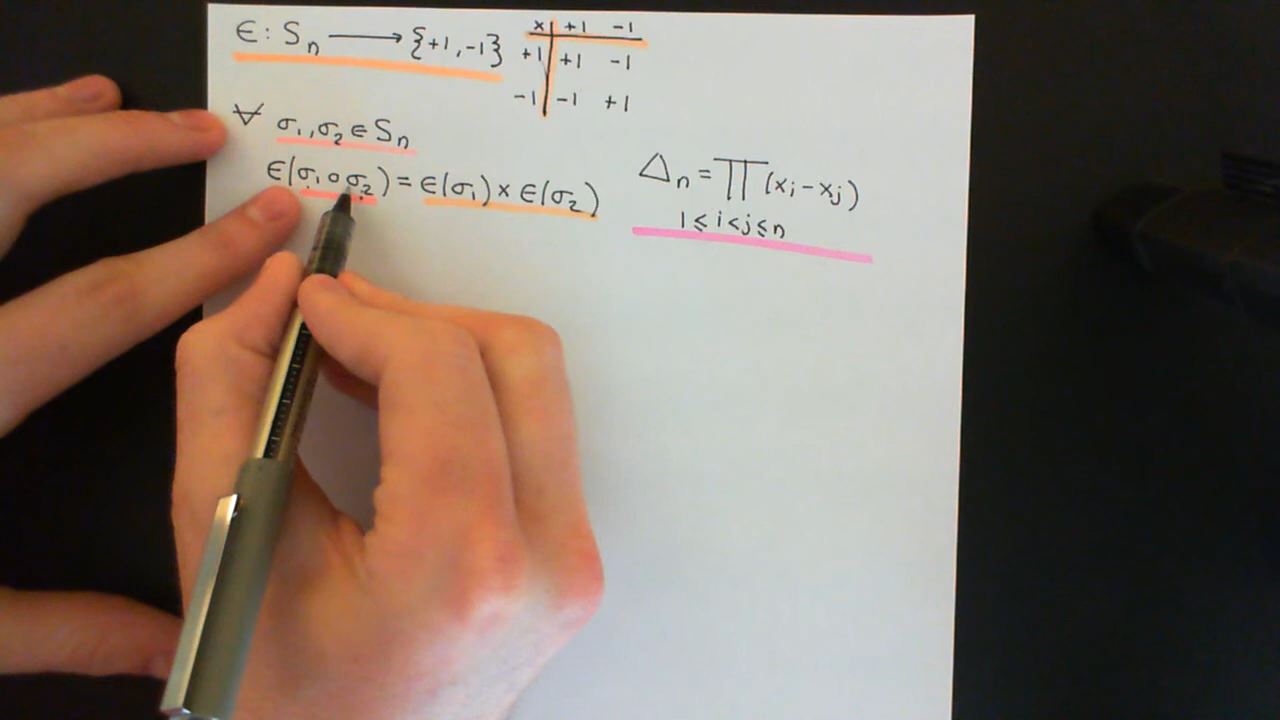 ϵ: Sₙ ⟶ {+1, -1}
× | +1 -1
+1 | +1 -1
-1 | -1 +1
∀ σ₁, σ₂ ∈ Sₙ
ϵ(σ₁ ∘ σ₂) = ϵ(σ₁) × ϵ(σ₂)
Δₙ = ∏ (xᵢ - xⱼ)
1 ≤ i < j ≤ n